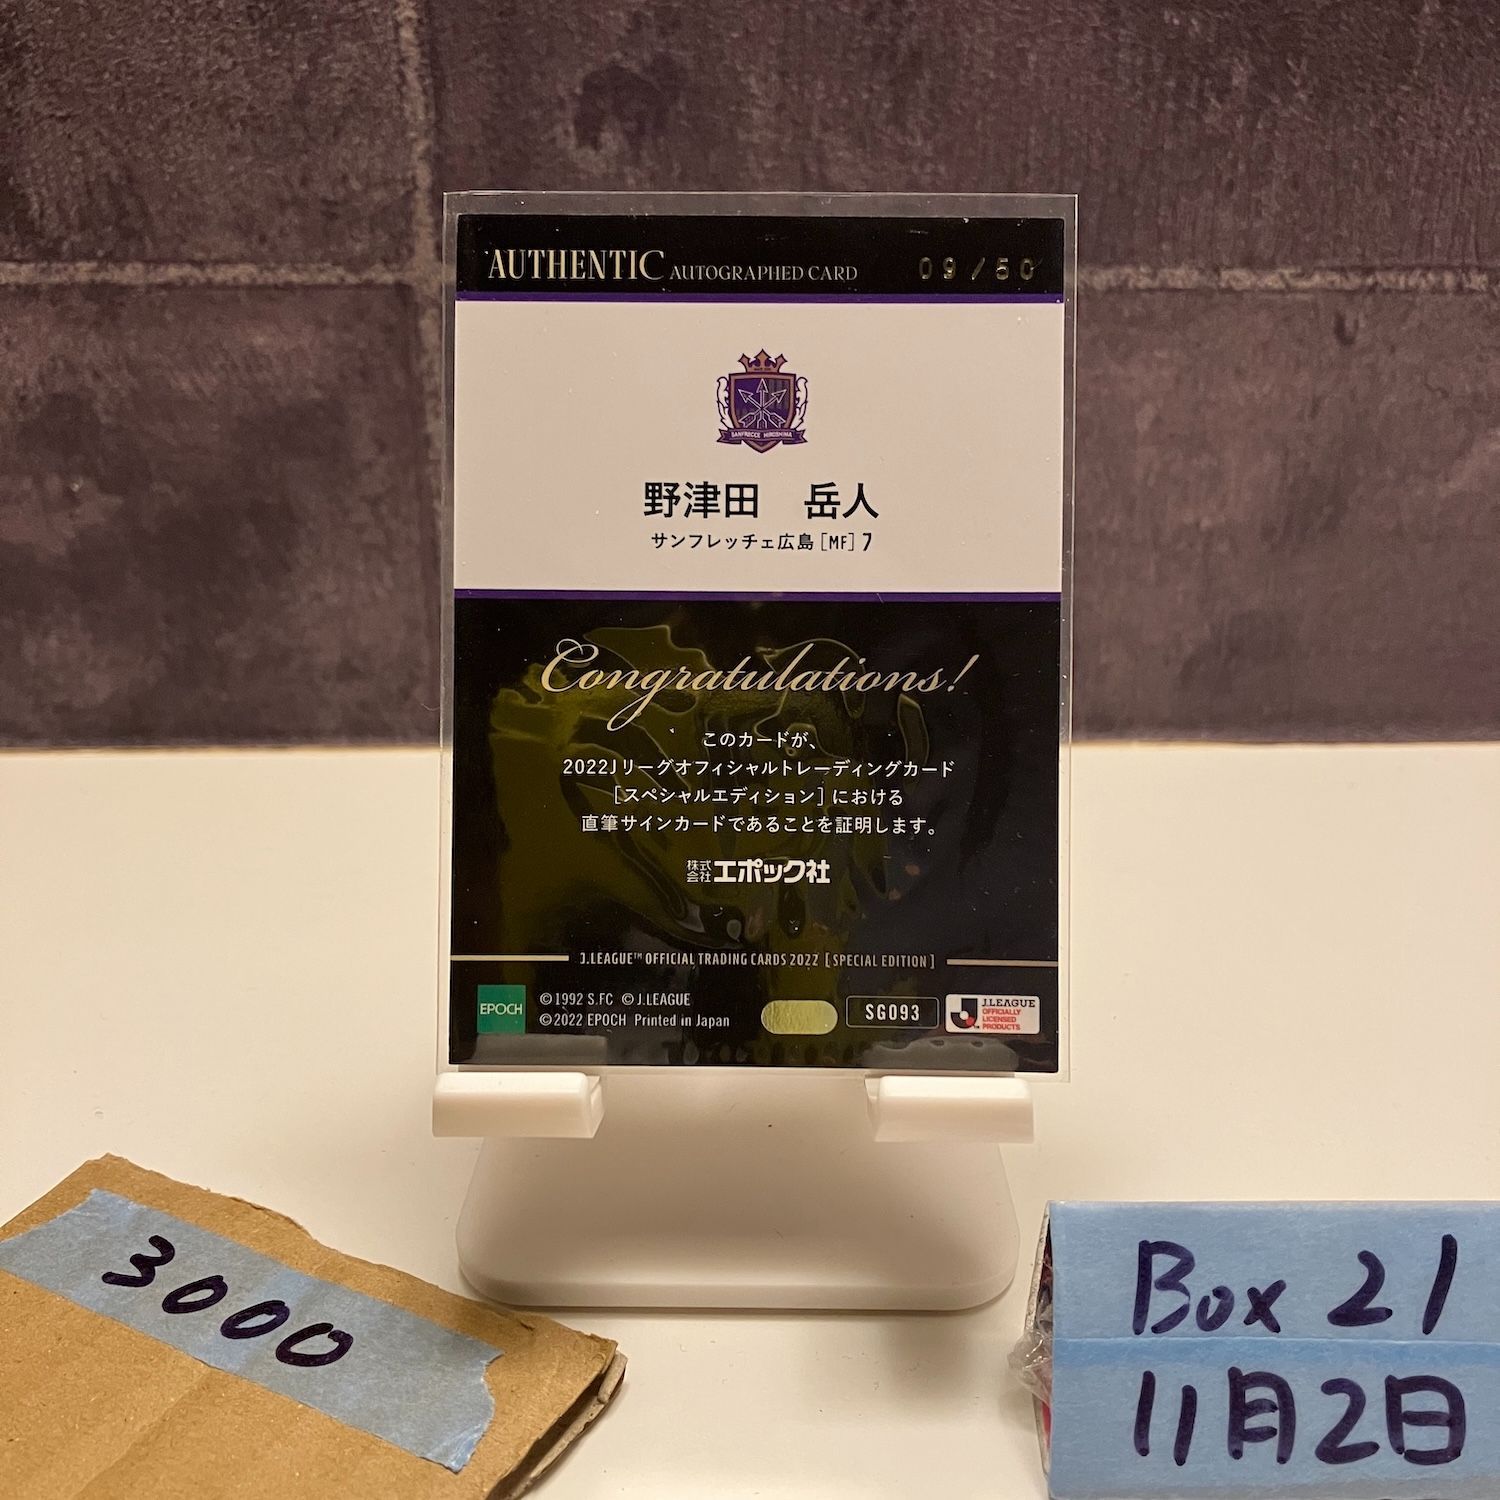 AUTHENTIC AUTOGRAPHED CARD 09/50
SANFRECCE HIROSHIMA
野津田　岳人
サンフレッチェ広島［MF］7
Congratulations!
このカードが、
2022Jリーグオフィシャルトレーディングカード
［スペシャルエディション］における
直筆サインカードであることを証明します。
株式会社エポック社
J.LEAGUE™ OFFICIAL TRADING CARDS 2022 [SPECIAL EDITION]
EPOCH
©1992 S.FC ©J.LEAGUE
©2022 EPOCH Printed in Japan
SG093
J.LEAGUE
OFFICIALLY
LICENSED
PRODUCTS
3000
Box 21
11月2日